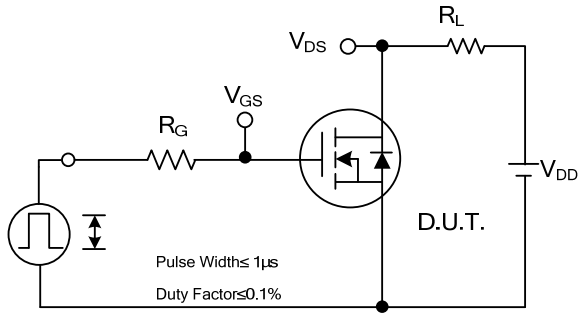 R_L
V_DS
V_GS
R_G
V_DD
D.U.T.
Pulse Width≤ 1μs
Duty Factor≤0.1%